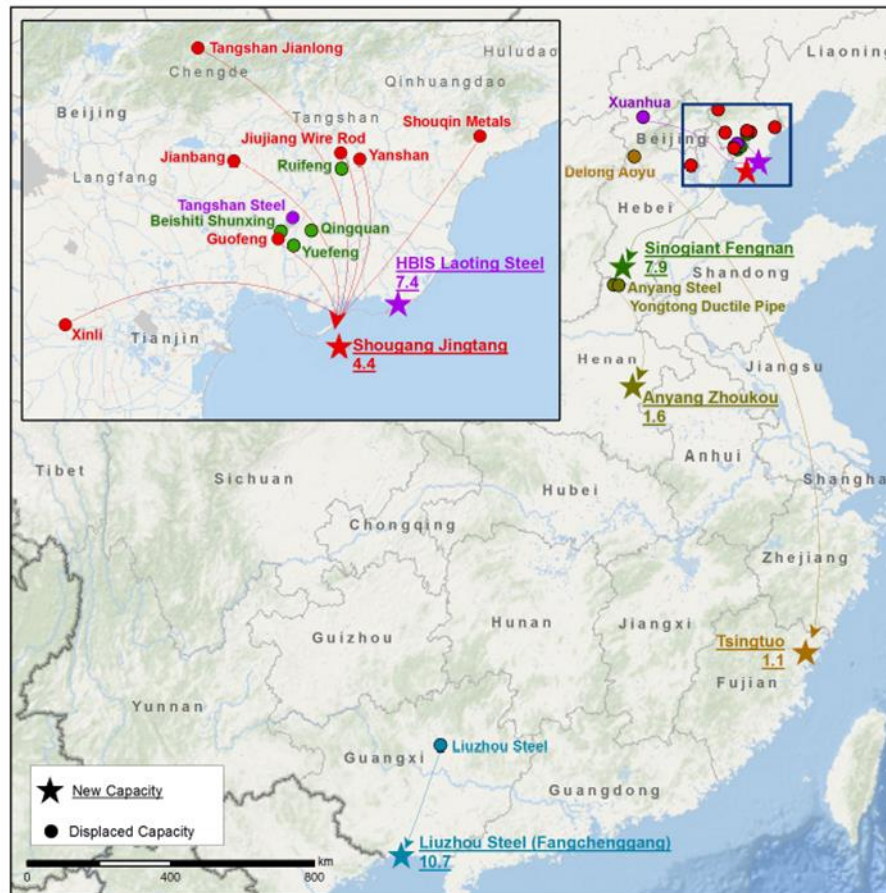 Tangshan Jianlong
Chengde
Huludao
Liaoning
Qinhuangdao
Beijing
Tangshan
Shouqin Metals
Jiujiang Wire Rod
Jianbang
Yanshan
Ruifeng
Langfang
Tangshan Steel
Beishiti Shunxing
Qingquan
Guofeng
Yuefeng
HBIS Laoting Steel
7.4
Xinli
Tianjin
Shougang Jingtang
4.4
Xuanhua
Beijing
Delong Aoyu
Hebei
Sinogiant Fengnan
7.9
Shandong
Anyang Steel
Yongtong Ductile Pipe
Henan
Jiangsu
Anyang Zhoukou
1.6
Anhui
Tibet
Sichuan
Hubei
Shangha
Chongqing
Zhejiang
Hunan
Jiangxi
Guizhou
Tsingtuo
1.1
Fujian
Yunnan
Guangxi
Liuzhou Steel
Guangdong
Liuzhou Steel (Fangchenggang)
10.7
New Capacity
Displaced Capacity
km
0 400 800